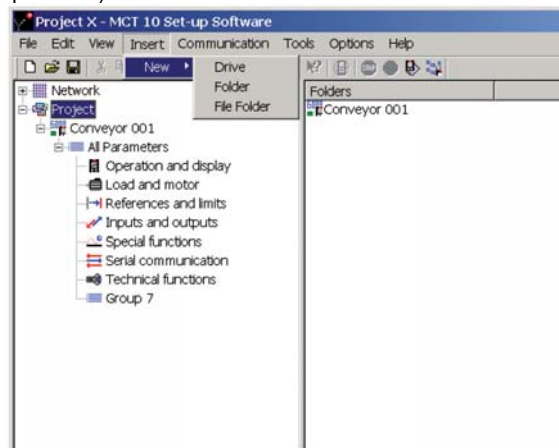 Project X - MCT 10 Set-up Software
File Edit View Insert Communication Tools Options Help
New
Drive
Folder
File Folder
Network
Project
Conveyor 001
All Parameters
Operation and display
Load and motor
References and limits
Inputs and outputs
Special functions
Serial communication
Technical functions
Group 7
Folders
Conveyor 001